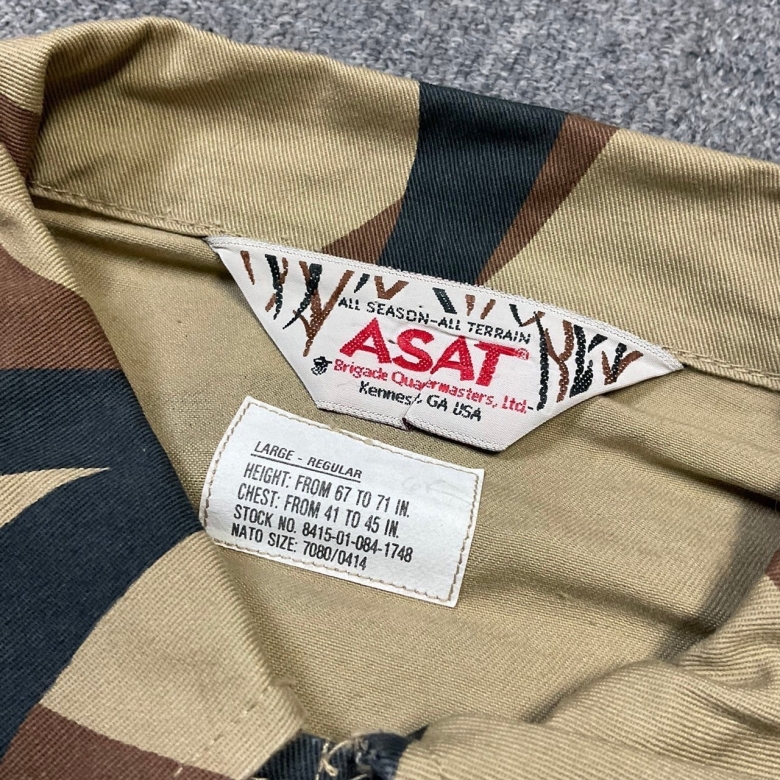 ALL SEASON-ALL TERRAIN
ASAT®
Brigade Quartermasters, Ltd.
GA USA
LARGE - REGULAR
HEIGHT: FROM 67 TO 71 IN.
CHEST: FROM 41 TO 45 IN.
STOCK NO. 8415-01-084-1748
NATO SIZE: 7080/0414